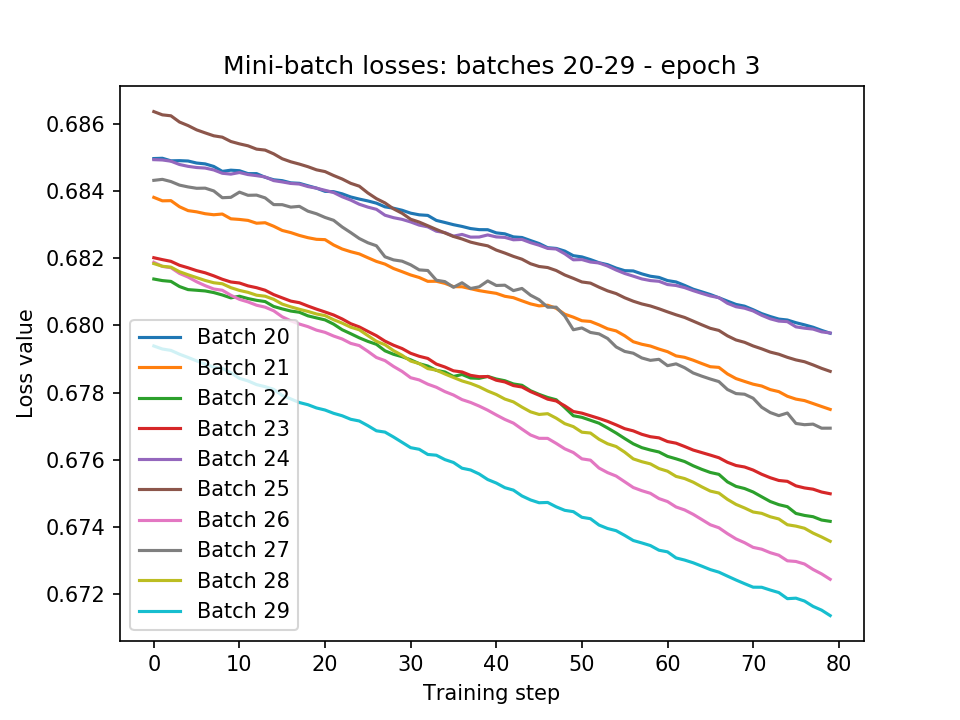 Mini-batch losses: batches 20-29 - epoch 3
Loss value
0.686
0.684
0.682
0.680
0.678
0.676
0.674
0.672
Batch 20
Batch 21
Batch 22
Batch 23
Batch 24
Batch 25
Batch 26
Batch 27
Batch 28
Batch 29
0 10 20 30 40 50 60 70 80
Training step